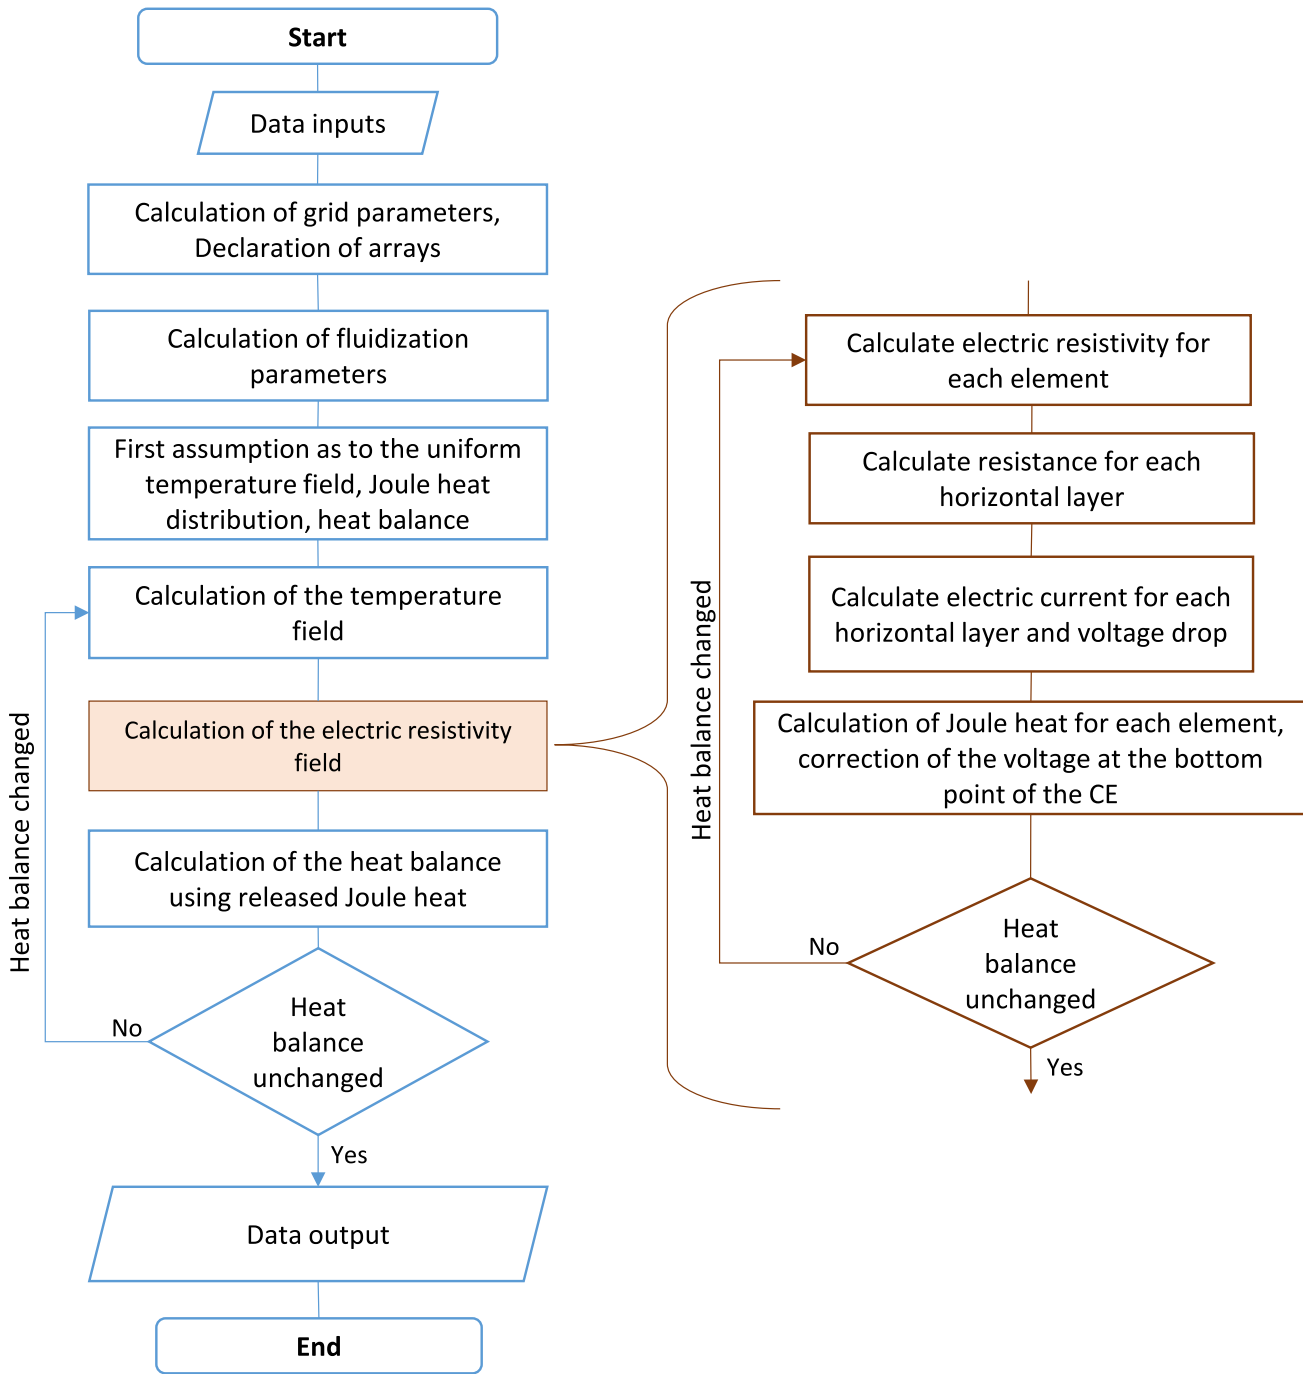 Start
Data inputs
Calculation of grid parameters,
Declaration of arrays
Calculation of fluidization
parameters
First assumption as to the uniform
temperature field, Joule heat
distribution, heat balance
Calculation of the temperature
field
Calculation of the electric resistivity
field
Calculation of the heat balance
using released Joule heat
Heat
balance
unchanged
No
Heat balance changed
Yes
Data output
End
Calculate electric resistivity for
each element
Calculate resistance for each
horizontal layer
Calculate electric current for each
horizontal layer and voltage drop
Calculation of Joule heat for each element,
correction of the voltage at the bottom
point of the CE
Heat
balance
unchanged
No
Heat balance changed
Yes